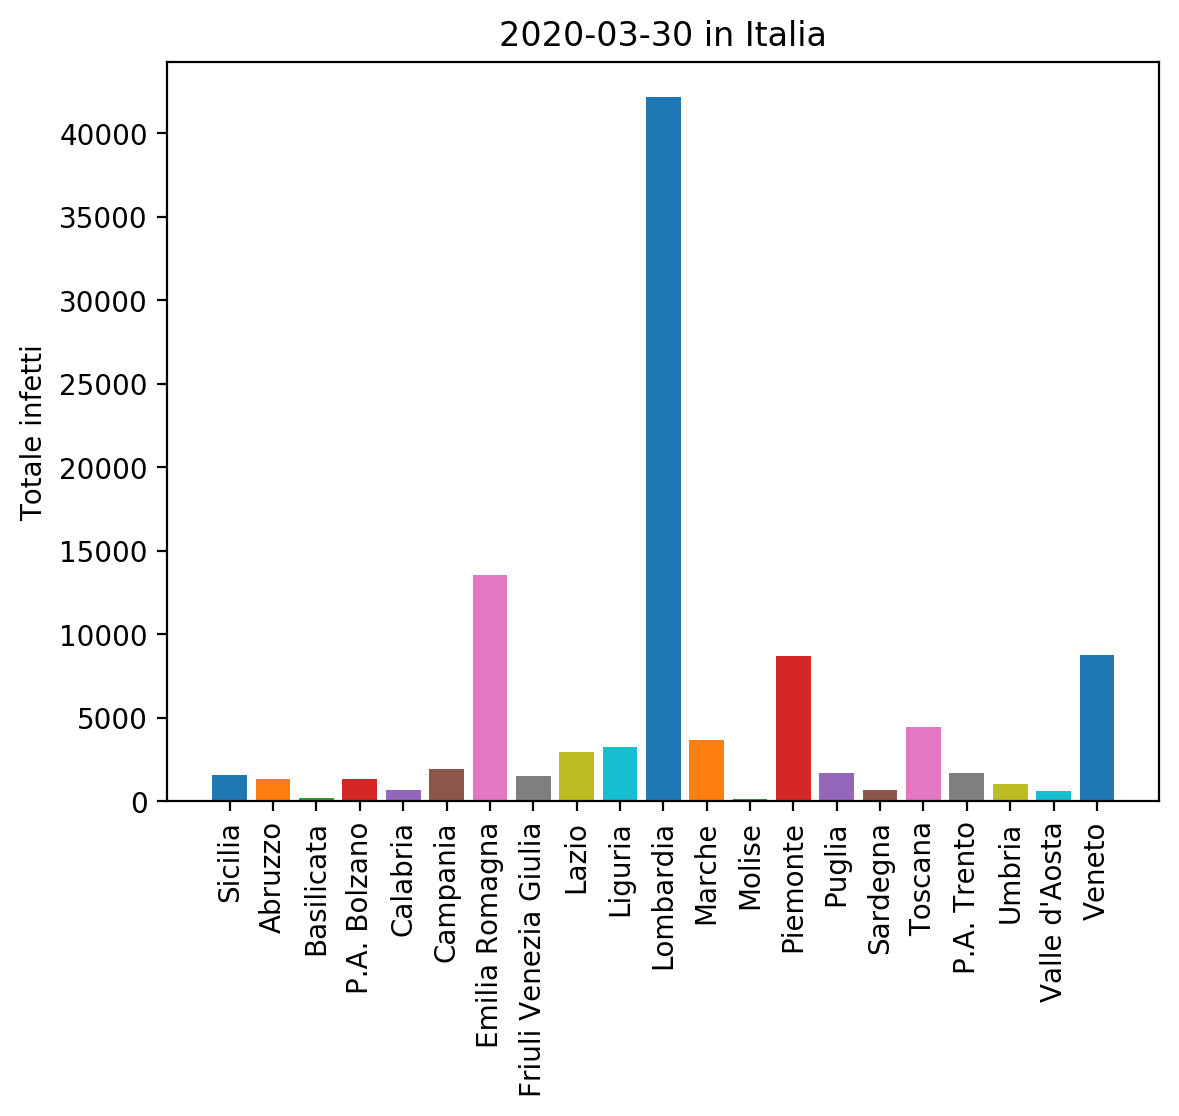 2020-03-30 in Italia
Totale infetti
40000
35000
30000
25000
20000
15000
10000
5000
0
Sicilia
Abruzzo
Basilicata
P.A. Bolzano
Calabria
Campania
Emilia Romagna
Friuli Venezia Giulia
Lazio
Liguria
Lombardia
Marche
Molise
Piemonte
Puglia
Sardegna
Toscana
P.A. Trento
Umbria
Valle d'Aosta
Veneto